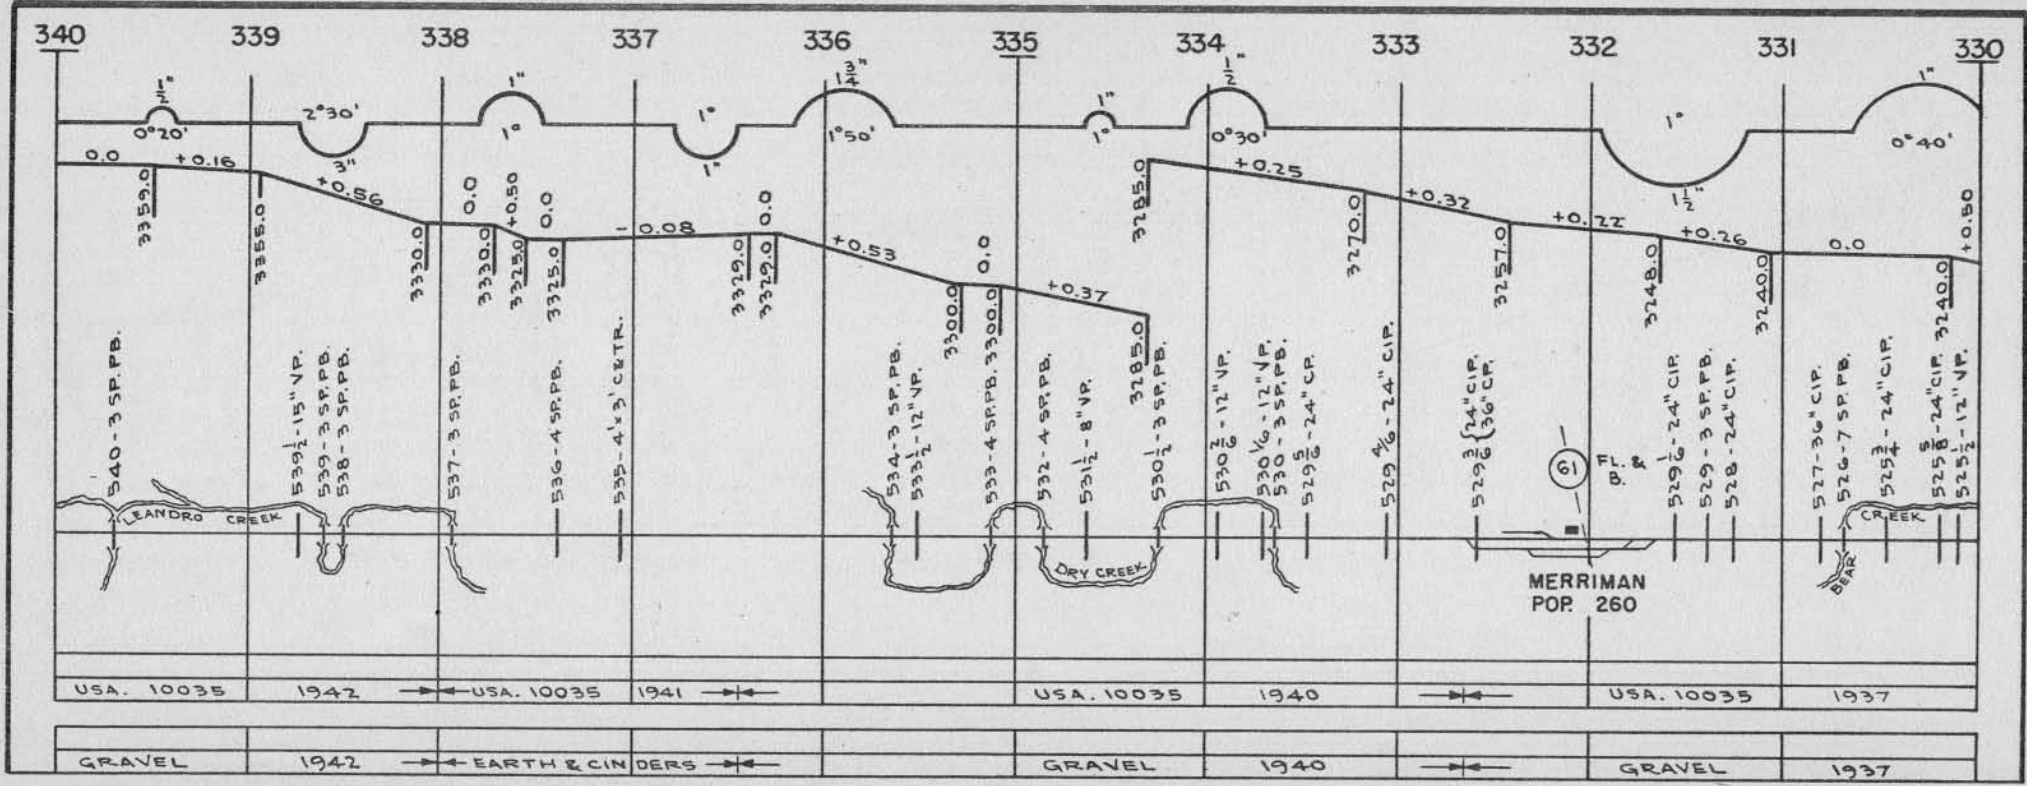 340 339 338 337 336 335 334 333 332 331 330
1/2" 1" 1 3/4" 1" 1/2" 1"
2°30' 1° 1°
0°20' 1° 1°50' 1° 0°30' 0°40'
3" 1" 1 1/2"
0.0 +0.16 +0.56 0.0 +0.50 0.0 - 0.08 0.0 +0.53 0.0 +0.37 +0.25 +0.32 +0.22 +0.26 0.0 +0.50
3359.0 3355.0 3330.0 3330.0 3325.0 3325.0 3329.0 3329.0 3300.0 3300.0 3285.0 3285.0 3270.0 3257.0 3248.0 3240.0 3240.0
540-3 SP. PB.
539 1/2-15" VP.
539-3 SP. PB.
538-3 SP. PB.
537-3 SP. PB.
536-4 SP. PB.
535-4'x3' C&TR.
534-3 SP. PB.
533 1/2-12" VP.
533-4 SP. PB.
532-4 SP. PB.
531 1/2-8" VP.
530 1/2-3 SP. PB.
530 2/6-12" VP.
530 1/6-12" VP.
530-3 SP. PB.
529 5/6-24" CP.
529 4/6-24" CIP.
529 3/6 {24" CIP.
{36" CP.
61
FL. &
B.
529 1/6-24" CIP.
529-3 SP. PB.
528-24" CIP.
527-36" CIP.
526-7 SP. PB.
525 3/4-24" CIP.
525 5/8-24" CIP.
525 1/2-12" VP.
LEANDRO CREEK
DRY CREEK
BEAR CREEK
MERRIMAN
POP. 260
USA. 10035 1942 USA. 10035 1941 USA. 10035 1940 USA. 10035 1937
GRAVEL 1942 EARTH & CINDERS GRAVEL 1940 GRAVEL 1937